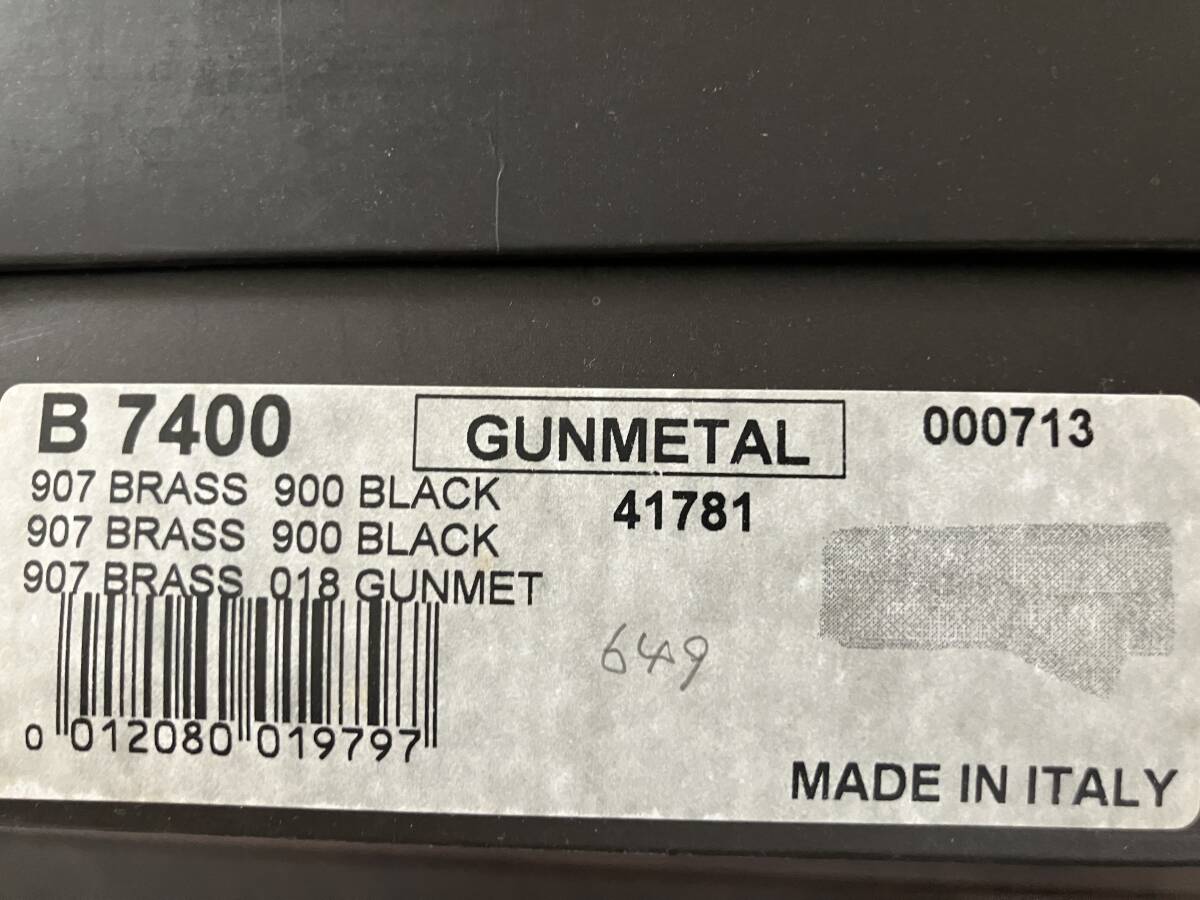 B 7400 GUNMETAL 000713
907 BRASS 900 BLACK 41781
907 BRASS 900 BLACK
907 BRASS 018 GUNMET
649
0 012080 019797
MADE IN ITALY